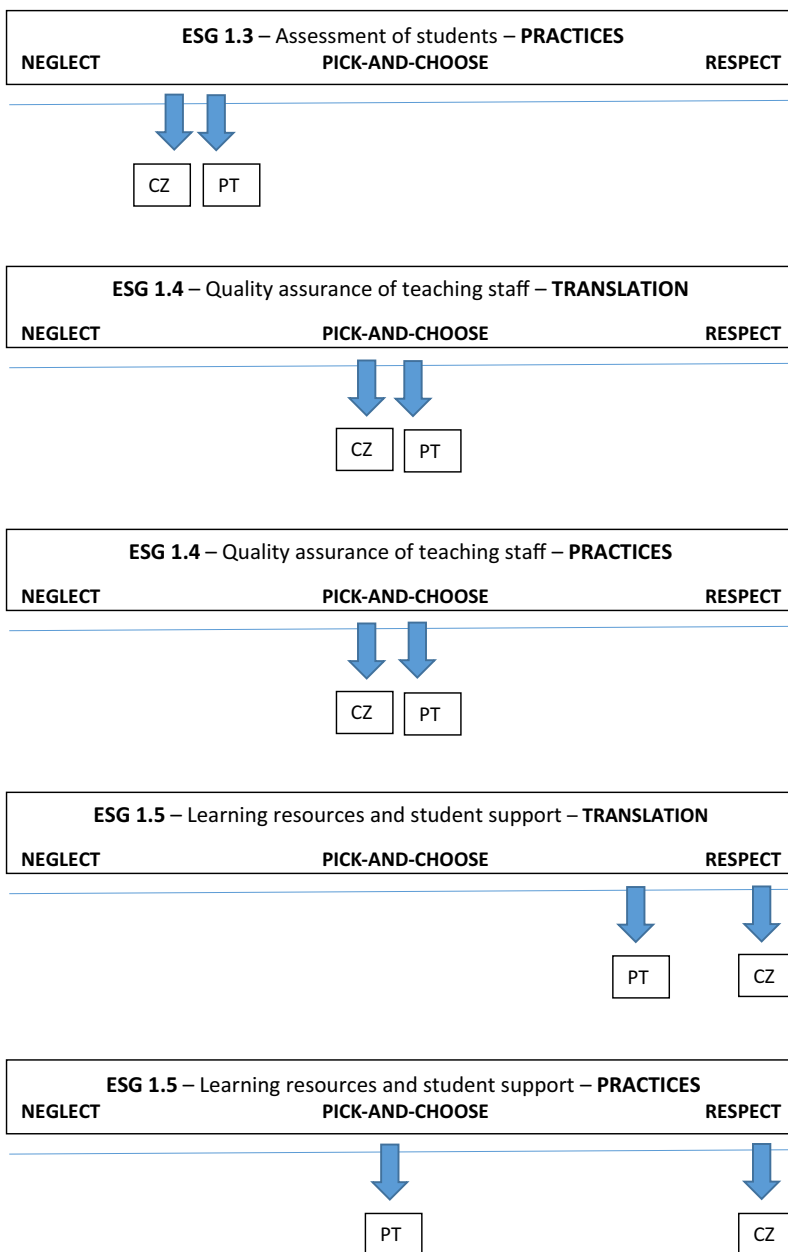 ESG 1.3 – Assessment of students – PRACTICES
NEGLECT PICK-AND-CHOOSE RESPECT
CZ PT
ESG 1.4 – Quality assurance of teaching staff – TRANSLATION
NEGLECT PICK-AND-CHOOSE RESPECT
CZ PT
ESG 1.4 – Quality assurance of teaching staff – PRACTICES
NEGLECT PICK-AND-CHOOSE RESPECT
CZ PT
ESG 1.5 – Learning resources and student support – TRANSLATION
NEGLECT PICK-AND-CHOOSE RESPECT
PT CZ
ESG 1.5 – Learning resources and student support – PRACTICES
NEGLECT PICK-AND-CHOOSE RESPECT
PT CZ